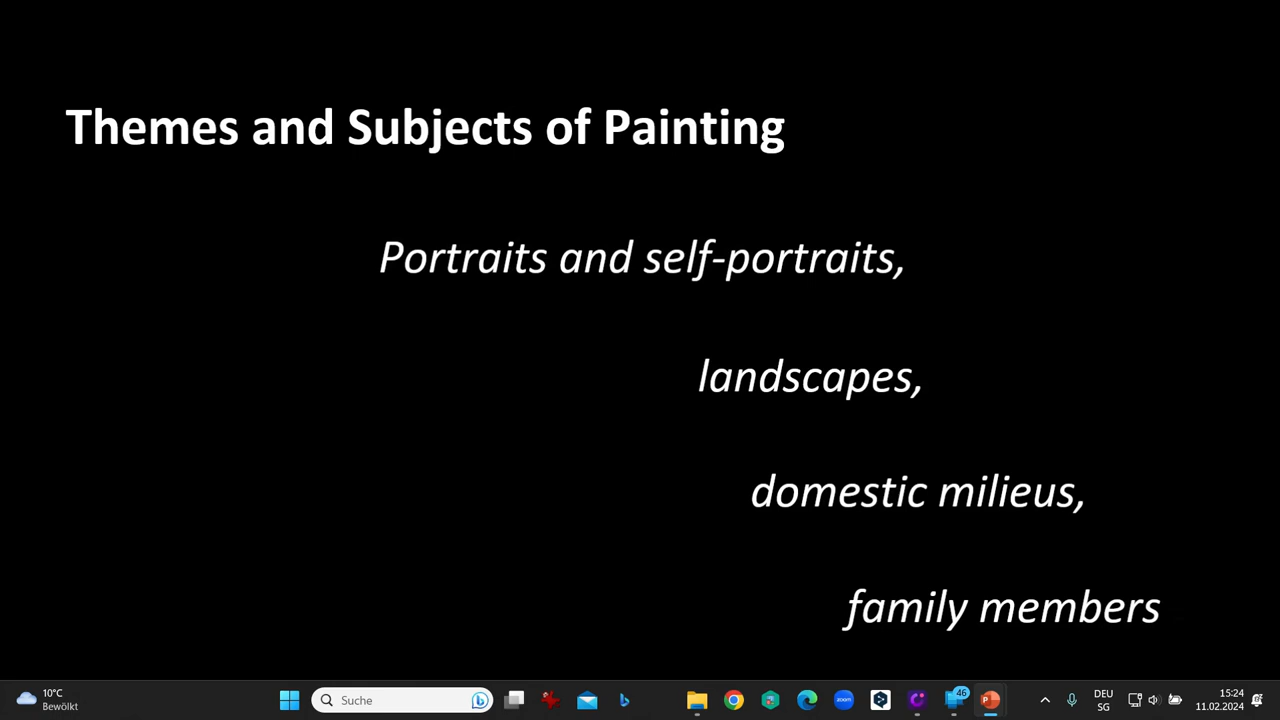 Themes and Subjects of Painting
Portraits and self-portraits,
landscapes,
domestic milieus,
family members
10°C
Bewölkt
Suche
zoom
46
DEU
SG
15:24
11.02.2024